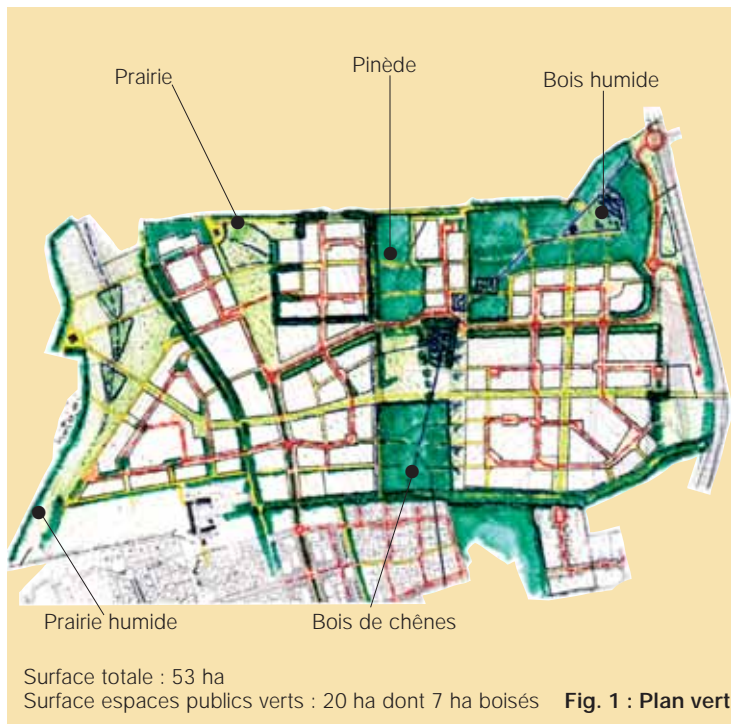 Prairie
Pinède
Bois humide
Prairie humide
Bois de chênes
Surface totale : 53 ha
Surface espaces publics verts : 20 ha dont 7 ha boisés
Fig. 1 : Plan vert